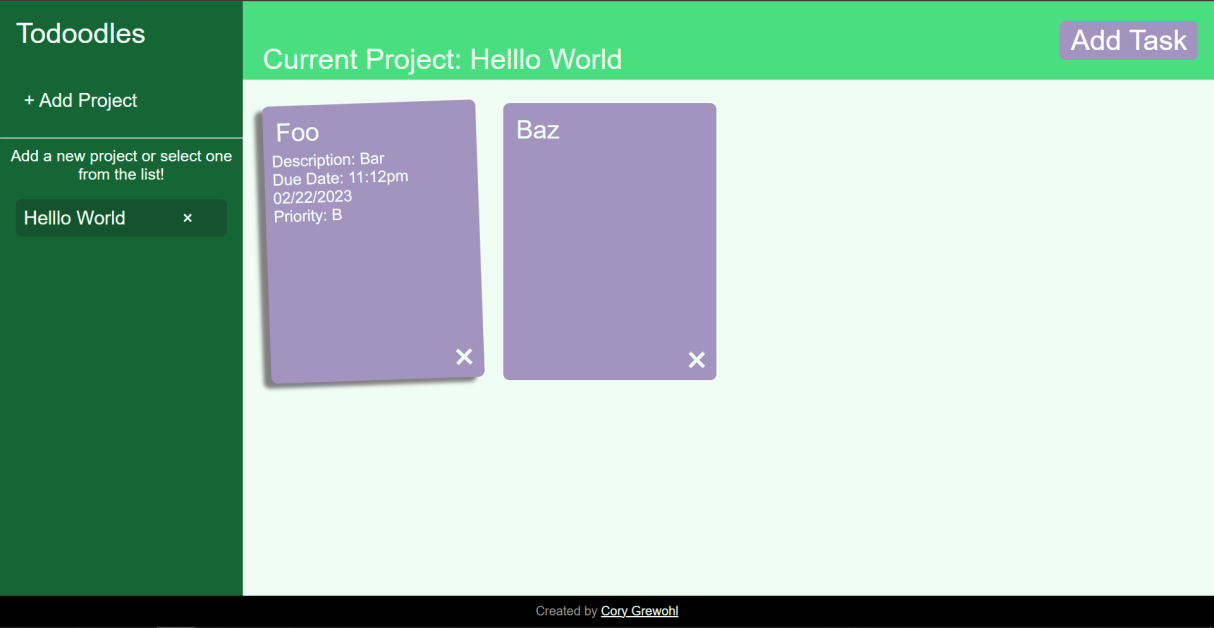 Todoodles
+ Add Project
Add a new project or select one
from the list!
Helllo World ×
Current Project: Helllo World
Add Task
Foo
Description: Bar
Due Date: 11:12pm
02/22/2023
Priority: B
×
Baz
×
Created by Cory Grewohl